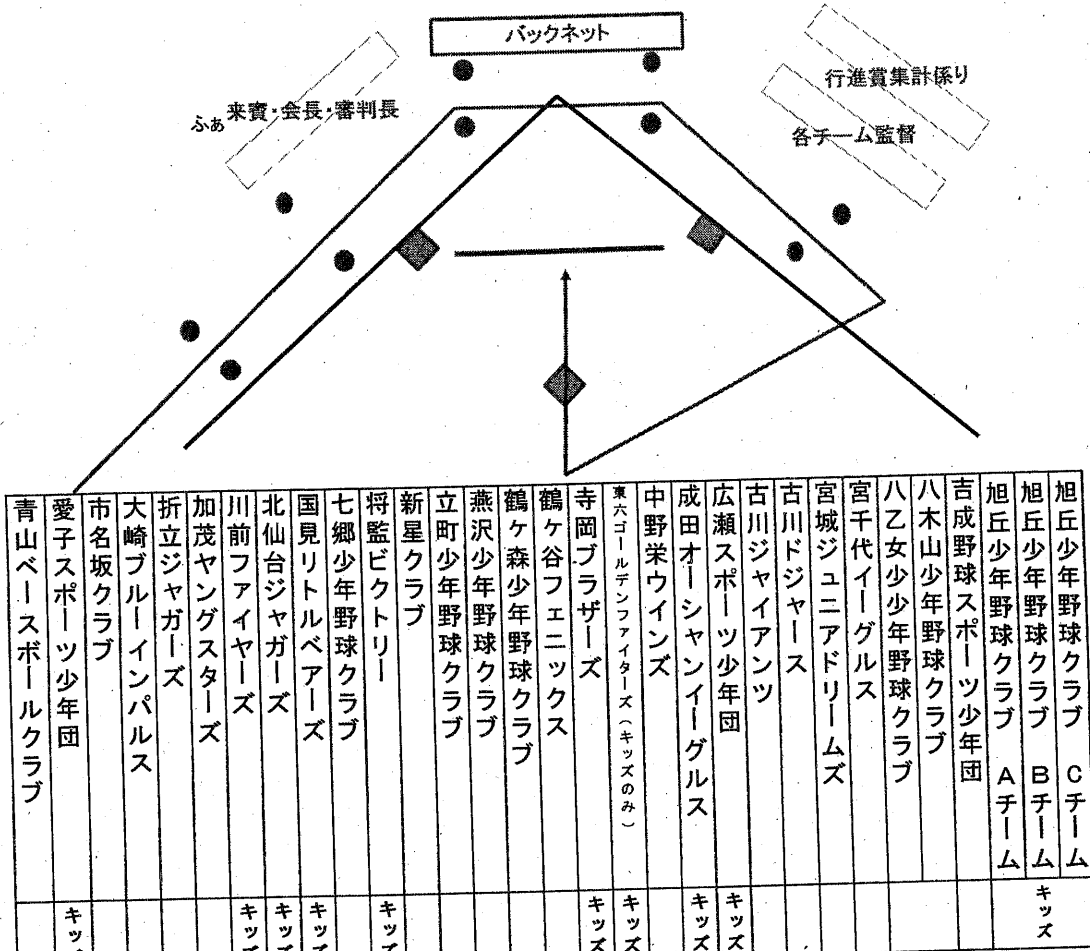 バックネット
行進賞集計係り
各チーム監督
ふぁ
来賓・会長・審判長
青山ベースボールクラブ
愛子スポーツ少年団
市名坂クラブ
大崎ブルーインパルス
折立ジャガーズ
加茂ヤングスターズ
川前ファイヤーズ
北仙台ジャガーズ
国見リトルベアーズ
七郷少年野球クラブ
将監ビクトリー
新星クラブ
立町少年野球クラブ
燕沢少年野球クラブ
鶴ケ森少年野球クラブ
鶴ケ谷フェニックス
寺岡ブラザーズ
東六ゴールデンファイターズ(キッズのみ)
中野栄ウインズ
成田オーシャンイーグルス
広瀬スポーツ少年団
古川ジャイアンツ
古川ドジャース
宮城ジュニアドリームズ
宮千代イーグルス
八乙女少少年野球クラブ
八木山少年野球クラブ
吉成野球スポーツ少年団
旭丘少年野球クラブ Aチーム
旭丘少年野球クラブ Bチーム
旭丘少年野球クラブ Cチーム
キッズ
キッズ
キッズ
キッズ
キッズ
キッズ
キッズ
キッズ
キッズ
キッズ